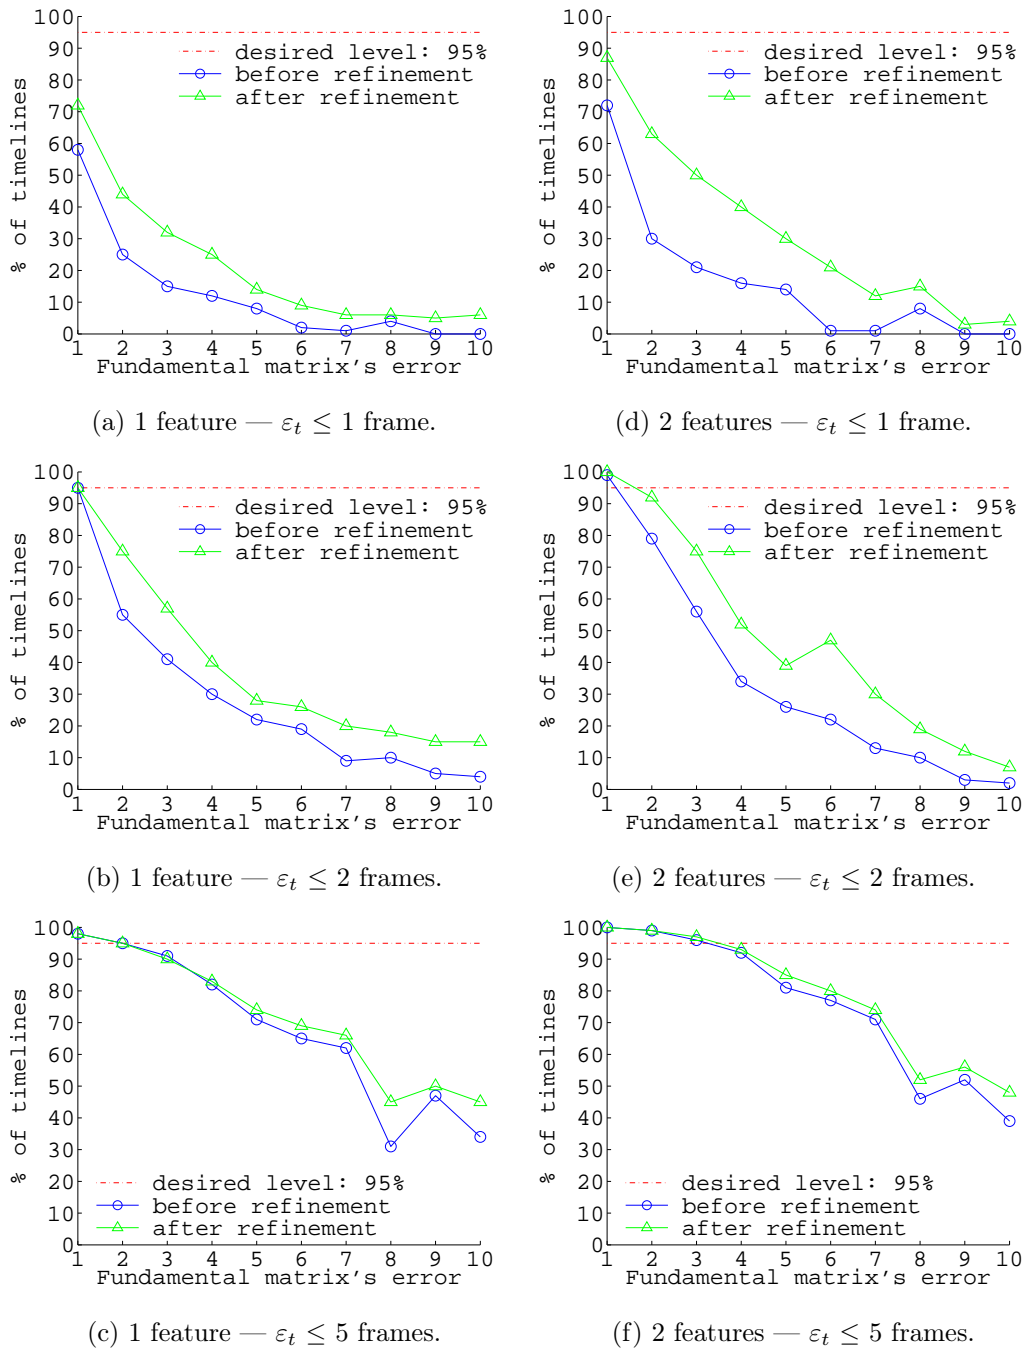 100
90
80
70
60
50
40
30
20
10
0
% of timelines
desired level: 95%
before refinement
after refinement
1 2 3 4 5 6 7 8 9 10
Fundamental matrix's error
(a) 1 feature — εt ≤ 1 frame.
100
90
80
70
60
50
40
30
20
10
0
% of timelines
desired level: 95%
before refinement
after refinement
1 2 3 4 5 6 7 8 9 10
Fundamental matrix's error
(d) 2 features — εt ≤ 1 frame.
100
90
80
70
60
50
40
30
20
10
0
% of timelines
desired level: 95%
before refinement
after refinement
1 2 3 4 5 6 7 8 9 10
Fundamental matrix's error
(b) 1 feature — εt ≤ 2 frames.
100
90
80
70
60
50
40
30
20
10
0
% of timelines
desired level: 95%
before refinement
after refinement
1 2 3 4 5 6 7 8 9 10
Fundamental matrix's error
(e) 2 features — εt ≤ 2 frames.
100
90
80
70
60
50
40
30
20
10
0
% of timelines
desired level: 95%
before refinement
after refinement
1 2 3 4 5 6 7 8 9 10
Fundamental matrix's error
(c) 1 feature — εt ≤ 5 frames.
100
90
80
70
60
50
40
30
20
10
0
% of timelines
desired level: 95%
before refinement
after refinement
1 2 3 4 5 6 7 8 9 10
Fundamental matrix's error
(f) 2 features — εt ≤ 5 frames.